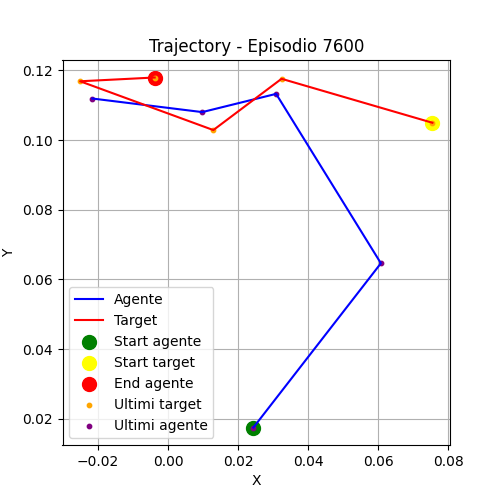 Trajectory - Episodio 7600
0.12
0.10
0.08
0.06
0.04
0.02
Y
Agente
Target
Start agente
Start target
End agente
Ultimi target
Ultimi agente
−0.02 0.00 0.02 0.04 0.06 0.08
X